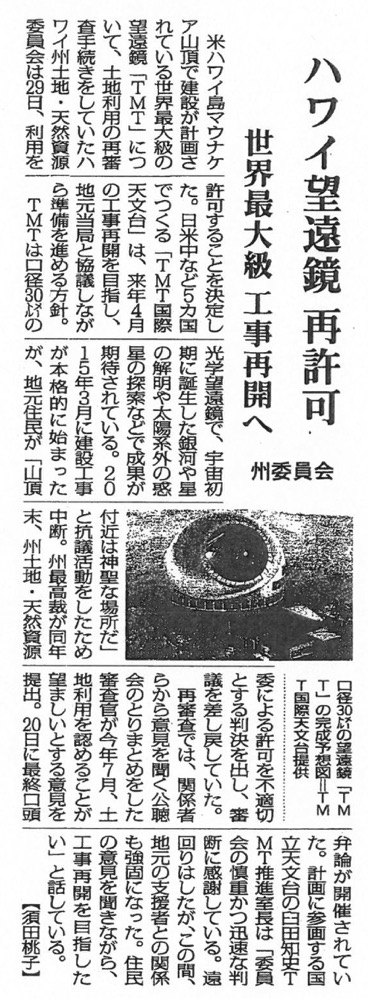 ハワイ望遠鏡 再許可
世界最大級 工事再開へ
州委員会
米ハワイ島マウナケ
ア山頂で建設が計画さ
れている世界最大級の
望遠鏡「TMT」につ
いて、土地利用の再審
査手続きをしていたハ
ワイ州土地・天然資源
委員会は29日、利用を
許可することを決定し
た。日米中など5カ国
でつくる「TMT国際
天文台」は、来年4月
の工事再開を目指し、
地元当局と協議しなが
ら準備を進める方針。
TMTは口径30㍍の
光学望遠鏡で、宇宙初
期に誕生した銀河や星
の解明や太陽系外の惑
星の探索などで成果が
期待されている。20
15年3月に建設工事
が本格的に始まった
が、地元住民が「山頂
付近は神聖な場所だ」
と抗議活動をしたため
中断。州最高裁が同年
末、州土地・天然資源
委による許可を不適切
とする判決を出し、審
議を差し戻していた。
再審査では、関係者
らから意見を聞く公聴
会のとりまとめをした
審査官が今年7月、土
地利用を認めることが
望ましいとする意見を
提出。20日に最終口頭
弁論が開催されてい
た。計画に参画する国
立天文台の臼田知史T
MT推進室長は「委員
会の慎重かつ迅速な判
断に感謝している。遠
回りはしたが、この間、
地元の支援者との関係
も強固になった。住民
の意見を聞きながら、
工事再開を目指した
い」と話している。
【須田桃子】
口径30㍍の望遠鏡「TM
T」の完成予想図=TM
T国際天文台提供